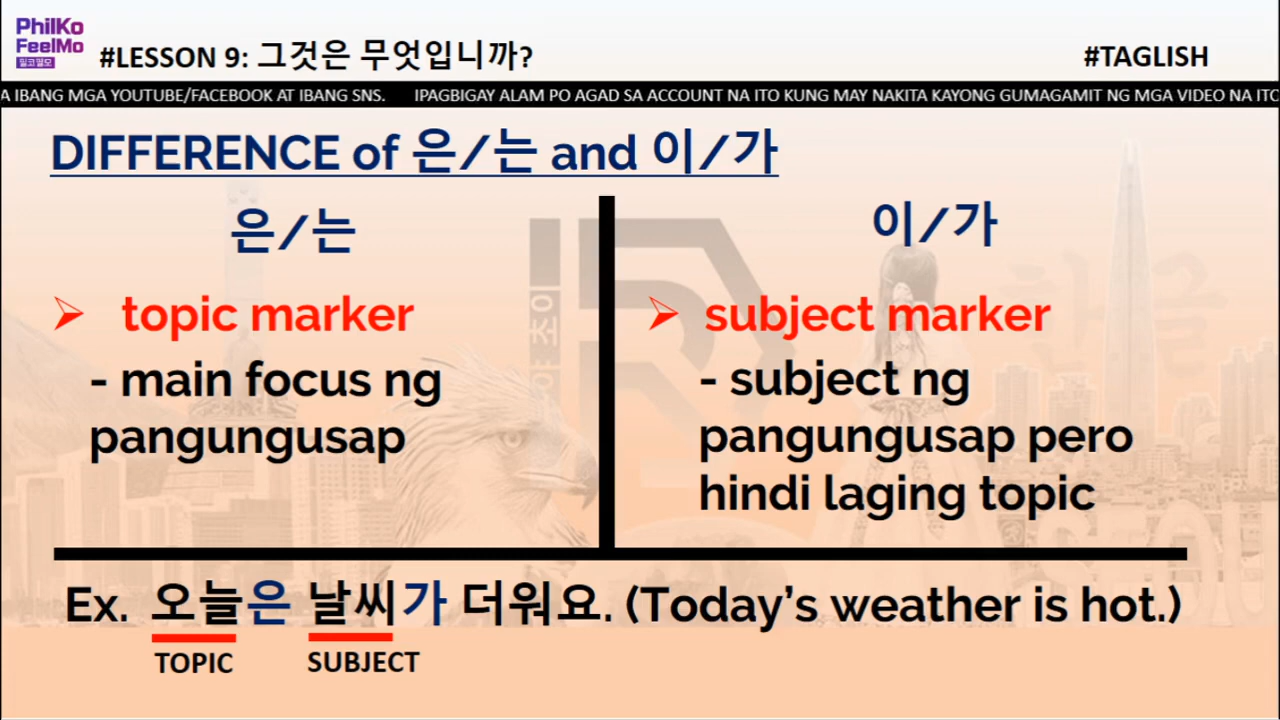 PhilKo
FeelMo
필코필모
#LESSON 9: 그것은 무엇입니까?
#TAGLISH
A IBANG MGA YOUTUBE/FACEBOOK AT IBANG SNS. IPAGBIGAY ALAM PO AGAD SA ACCOUNT NA ITO KUNG MAY NAKITA KAYONG GUMAGAMIT NG MGA VIDEO NA ITO
DIFFERENCE of 은/는 and 이/가
은/는
➢ topic marker
- main focus ng
pangungusap
이/가
➢ subject marker
- subject ng
pangungusap pero
hindi laging topic
Ex. 오늘은 날씨가 더워요. (Today's weather is hot.)
TOPIC SUBJECT
한글